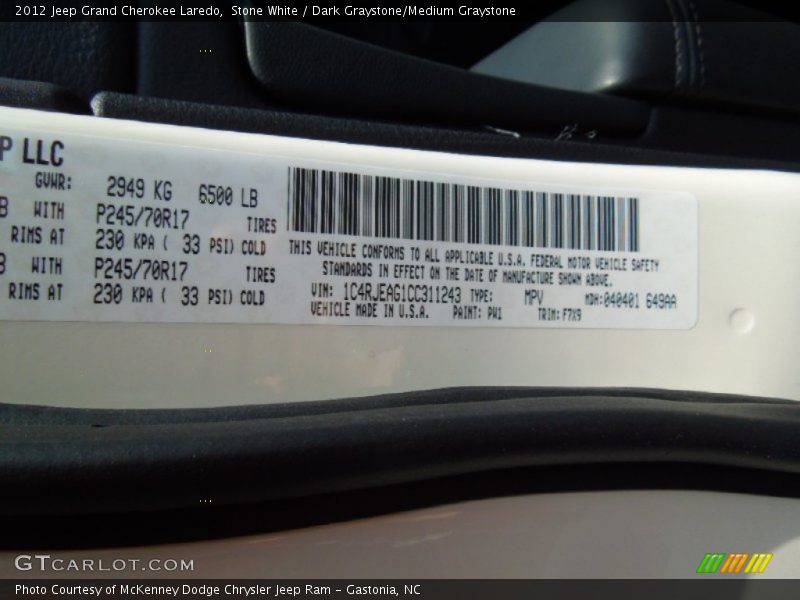 2012 Jeep Grand Cherokee Laredo, Stone White / Dark Graystone/Medium Graystone
P LLC
GVWR: 2949 KG 6500 LB
B WITH P245/70R17 TIRES
RIMS AT 230 KPA ( 33 PSI) COLD
B WITH P245/70R17 TIRES
RIMS AT 230 KPA ( 33 PSI) COLD
THIS VEHICLE CONFORMS TO ALL APPLICABLE U.S.A. FEDERAL MOTOR VEHICLE SAFETY
STANDARDS IN EFFECT ON THE DATE OF MANUFACTURE SHOWN ABOVE.
VIN: 1C4RJEAG1CC311243 TYPE: MPV MDH:040401 649AA
VEHICLE MADE IN U.S.A. PAINT: PW1 TRIM: F7X9
GTCARLOT.COM
Photo Courtesy of McKenney Dodge Chrysler Jeep Ram - Gastonia, NC